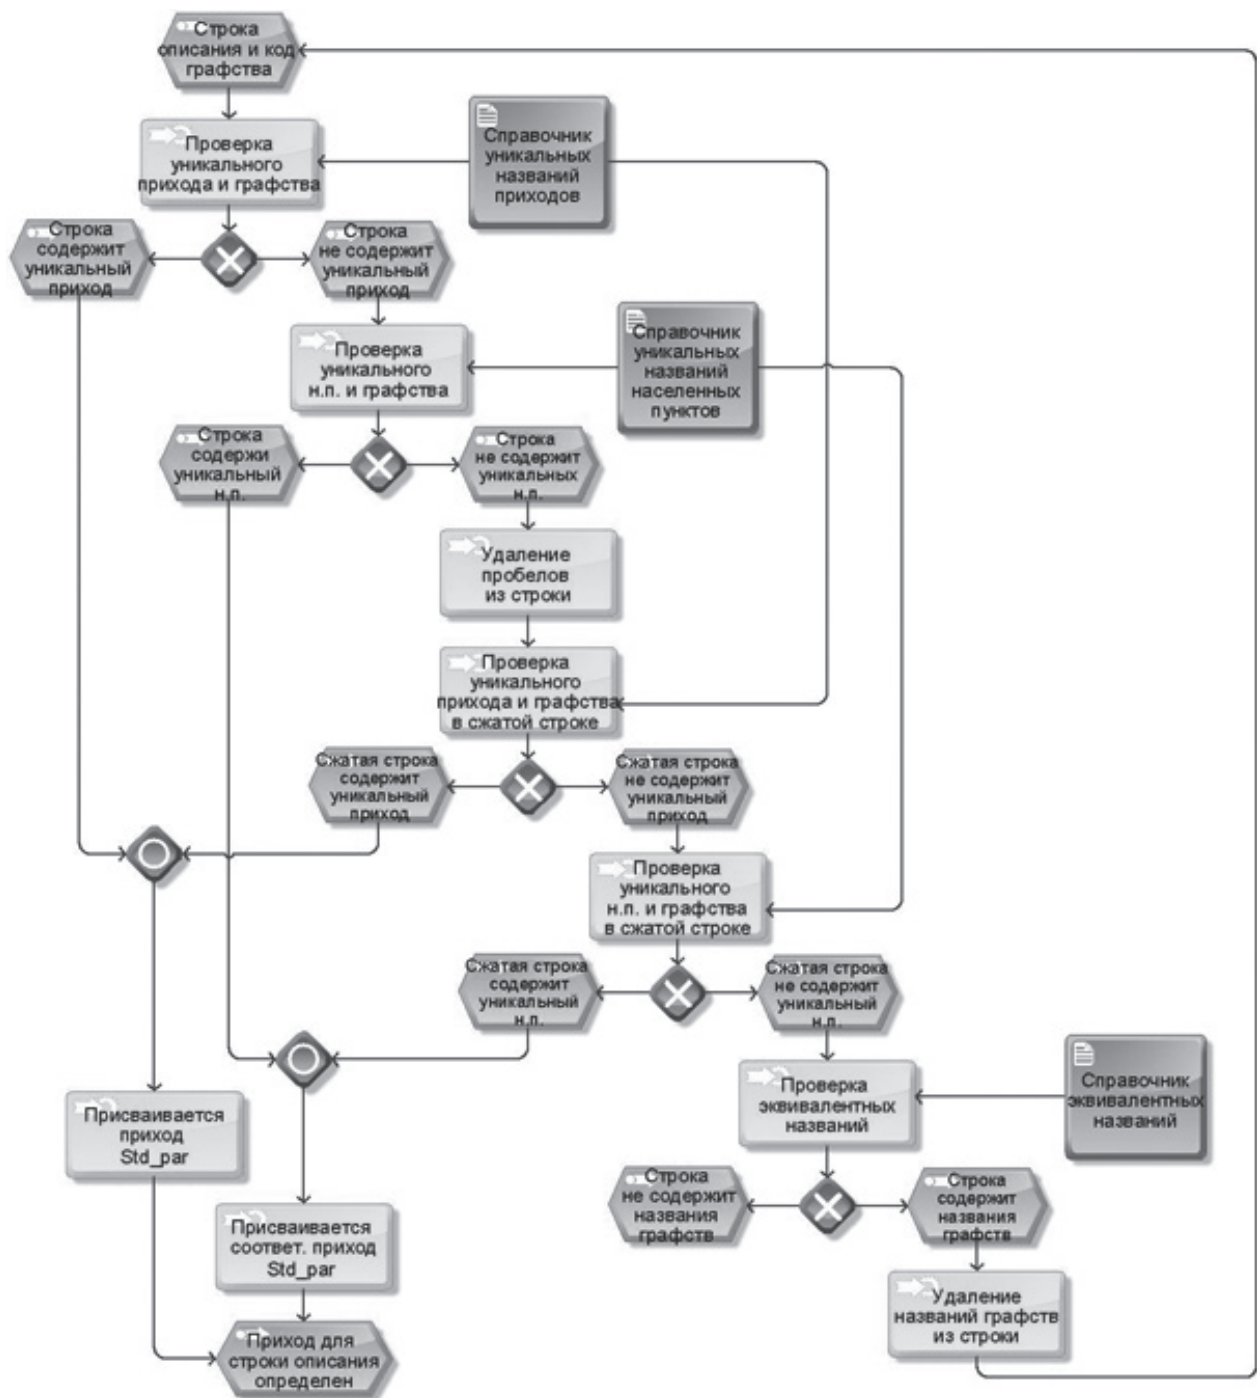 Строка
описания и код
графства
Проверка
уникального
прихода и графства
Справочник
уникальных
названий
приходов
Строка
содержит
уникальный
приход
Строка
не содержит
уникальный
приход
Проверка
уникального
н.п. и графства
Справочник
уникальных
названий
населенных
пунктов
Строка
содержи
уникальный
н.п.
Строка
не содержит
уникальных
н.п.
Удаление
пробелов
из строки
Проверка
уникального
прихода и графства
в сжатой строке
Сжатая строка
содержит
уникальный
приход
Сжатая строка
не содержит
уникальный
приход
Проверка
уникального
н.п. и графства
в сжатой строке
Сжатая строка
содержит
уникальный
н.п.
Сжатая строка
не содержит
уникальный
н.п.
Проверка
эквивалентных
названий
Справочник
эквивалентных
названий
Присваивается
приход
Std_par
Строка
не содержит
названия
графств
Строка
содержит
названия
графств
Присваивается
соответ. приход
Std_par
Удаление
названий графств
из строки
Приход для
строки описания
определен